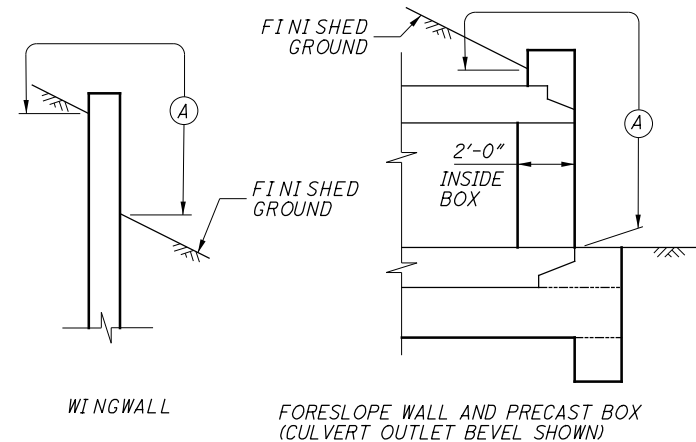 FINISHED
GROUND
A
FINISHED
GROUND
2'-0"
INSIDE
BOX
A
WINGWALL
FORESLOPE WALL AND PRECAST BOX
(CULVERT OUTLET BEVEL SHOWN)